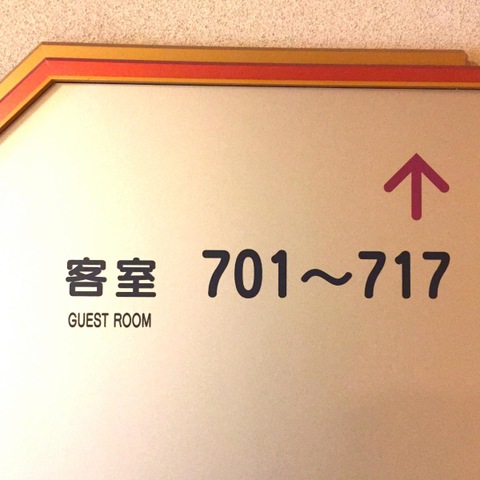 客室 701～717
GUEST ROOM